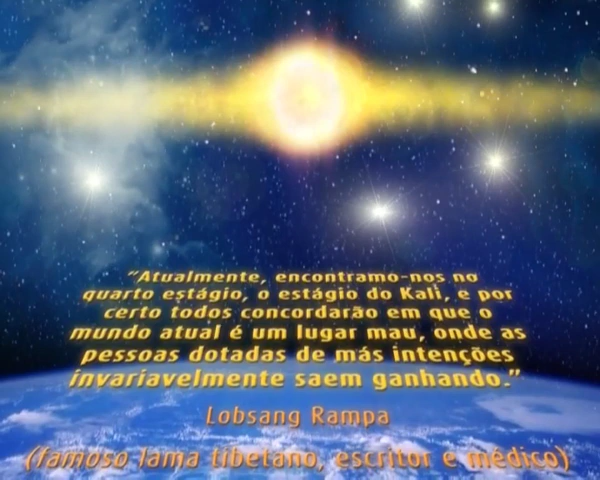 “Atualmente, encontramo-nos no
quarto estágio, o estágio do Kali, e por
certo todos concordarão em que o
mundo atual é um lugar mau, onde as
pessoas dotadas de más intenções
invariavelmente saem ganhando.”
Lobsang Rampa
(famoso lama tibetano, escritor e médico)